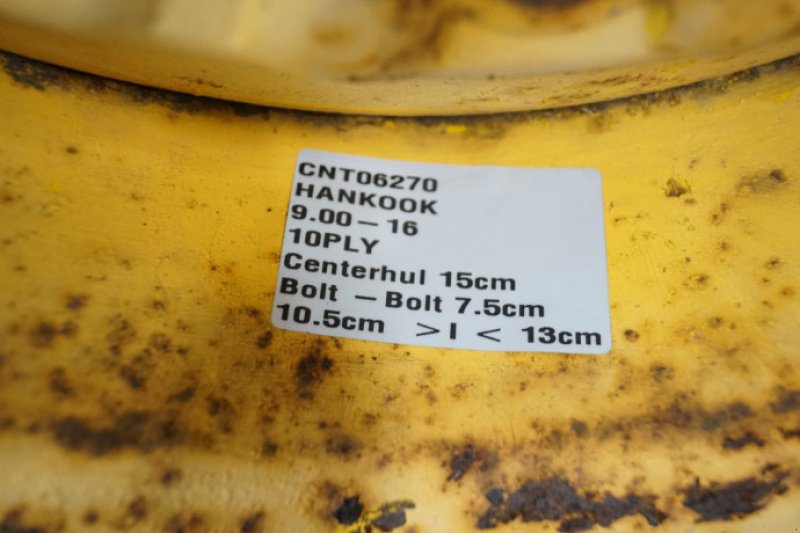 CNT06270
HANKOOK
9.00-16
10PLY
Centerhul 15cm
Bolt - Bolt 7.5cm
10.5cm >I< 13cm